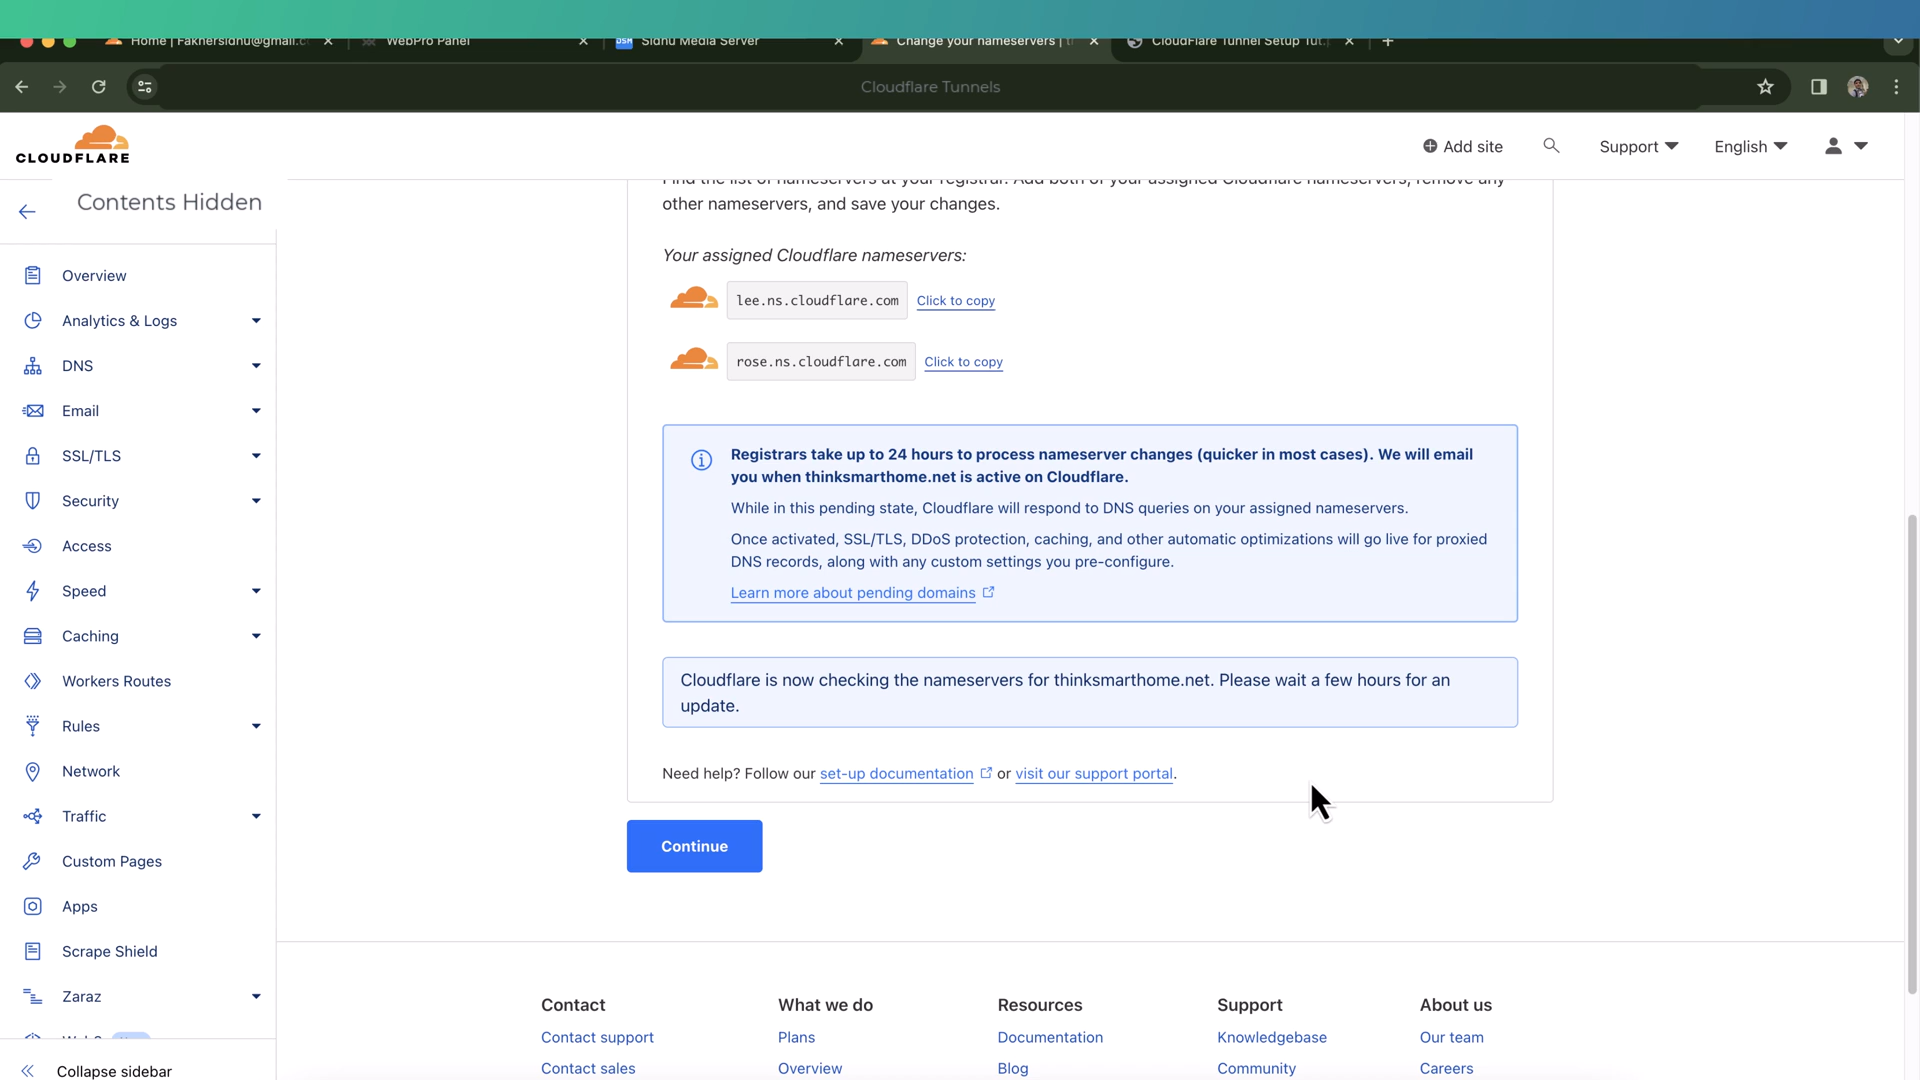 Home | Fakhersidhu@gmail.c
WebPro Panel
Sidhu Media Server
Change your nameservers | t
CloudFlare Tunnel Setup Tut
Cloudflare Tunnels
CLOUDFLARE
Add site
Support
English
Contents Hidden
Overview
Analytics & Logs
DNS
Email
SSL/TLS
Security
Access
Speed
Caching
Workers Routes
Rules
Network
Traffic
Custom Pages
Apps
Scrape Shield
Zaraz
Collapse sidebar
Find the list of nameservers at your registrar. Add both of your assigned Cloudflare nameservers, remove any
other nameservers, and save your changes.
Your assigned Cloudflare nameservers:
lee.ns.cloudflare.com Click to copy
rose.ns.cloudflare.com Click to copy
Registrars take up to 24 hours to process nameserver changes (quicker in most cases). We will email
you when thinksmarthome.net is active on Cloudflare.
While in this pending state, Cloudflare will respond to DNS queries on your assigned nameservers.
Once activated, SSL/TLS, DDoS protection, caching, and other automatic optimizations will go live for proxied
DNS records, along with any custom settings you pre-configure.
Learn more about pending domains
Cloudflare is now checking the nameservers for thinksmarthome.net. Please wait a few hours for an
update.
Need help? Follow our set-up documentation or visit our support portal.
Continue
Contact
Contact support
Contact sales
What we do
Plans
Overview
Resources
Documentation
Blog
Support
Knowledgebase
Community
About us
Our team
Careers